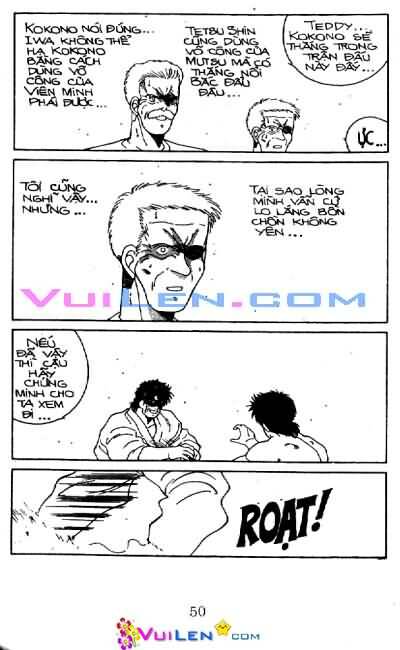 KOKONO NÓI ĐÚNG...
IWA KHÔNG THỂ
HẠ KOKONO
BẰNG CÁCH
DÙNG VÕ
CÔNG CỦA
VIÊN MINH
PHÁI ĐƯỢC...
TETSU SHIN
CŨNG DÙNG
VÕ CÔNG CỦA
MUTSU MÀ CÓ
THẮNG NỔI
BẮC ĐẨU
ĐÂU...
TEDDY...
KOKONO SẼ
THẮNG TRONG
TRẬN ĐẤU
NÀY ĐẤY...
ỰC...
TÔI CŨNG
NGHĨ VẬY...
NHƯNG...
TẠI SAO LÒNG
MÌNH VẪN CỨ
LO LẮNG BỒN
CHỒN KHÔNG
YÊN...
VUILEN.COM
NẾU
ĐÃ VẬY
THÌ CẬU
HÃY
CHỨNG
MINH CHO
TA XEM
ĐI...
ROẠT!
50
VUILEN.COM